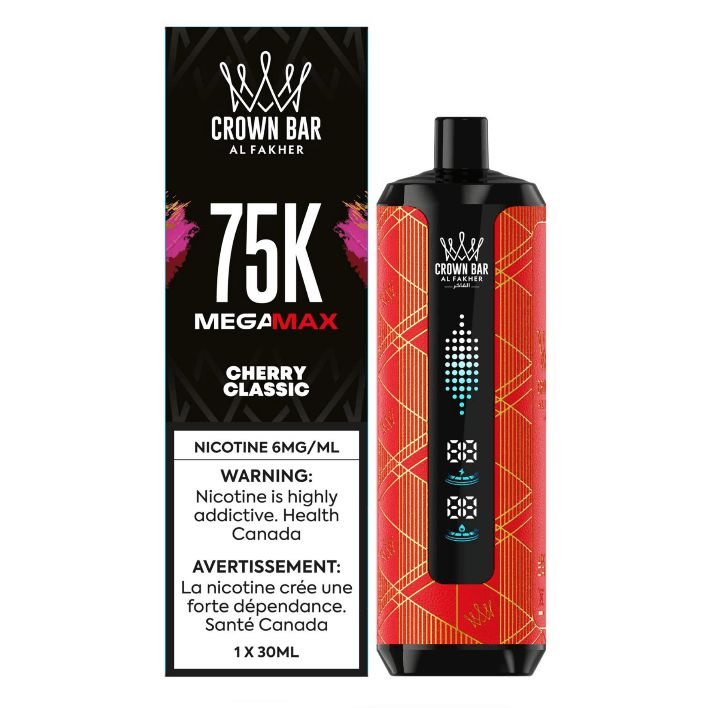 CROWN BAR
AL FAKHER
75K
MEGAMAX
CHERRY
CLASSIC
NICOTINE 6MG/ML
WARNING:
Nicotine is highly
addictive. Health
Canada
AVERTISSEMENT:
La nicotine crée une
forte dépendance.
Santé Canada
1 X 30ML
CROWN BAR
AL FAKHER
الفاخر
88
88